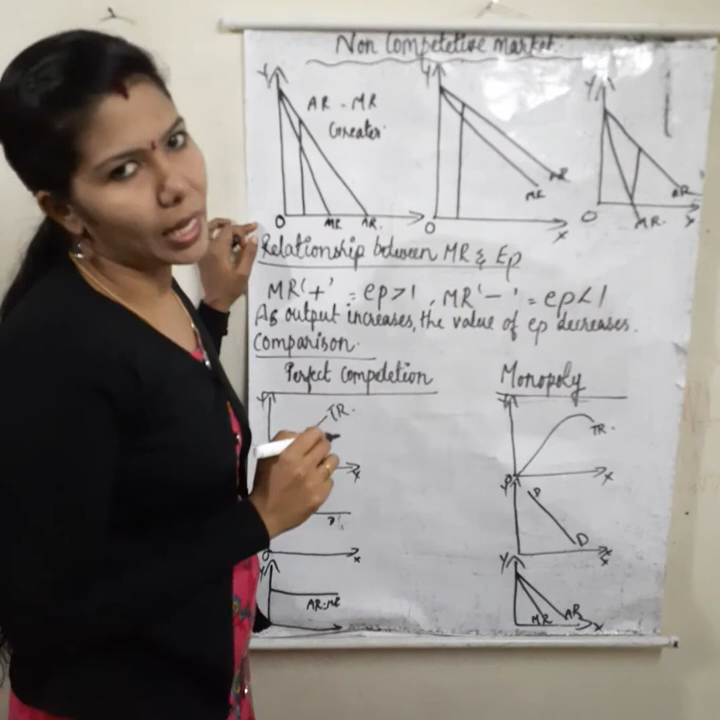 Non Competetive market.
Y Y Y
AR - MR
Greater
AR
MR
AR
O MR AR. O X O MR. X
Relationship between MR & Ep
MR'+' = ep>1, MR'-' = ep<1
As output increases, the value of ep decreases.
Comparison.
Perfect competetion Monopoly
Y Y
TR. TR.
X X
Y
D
D
O X X
Y Y
AR=MR
MR AR X